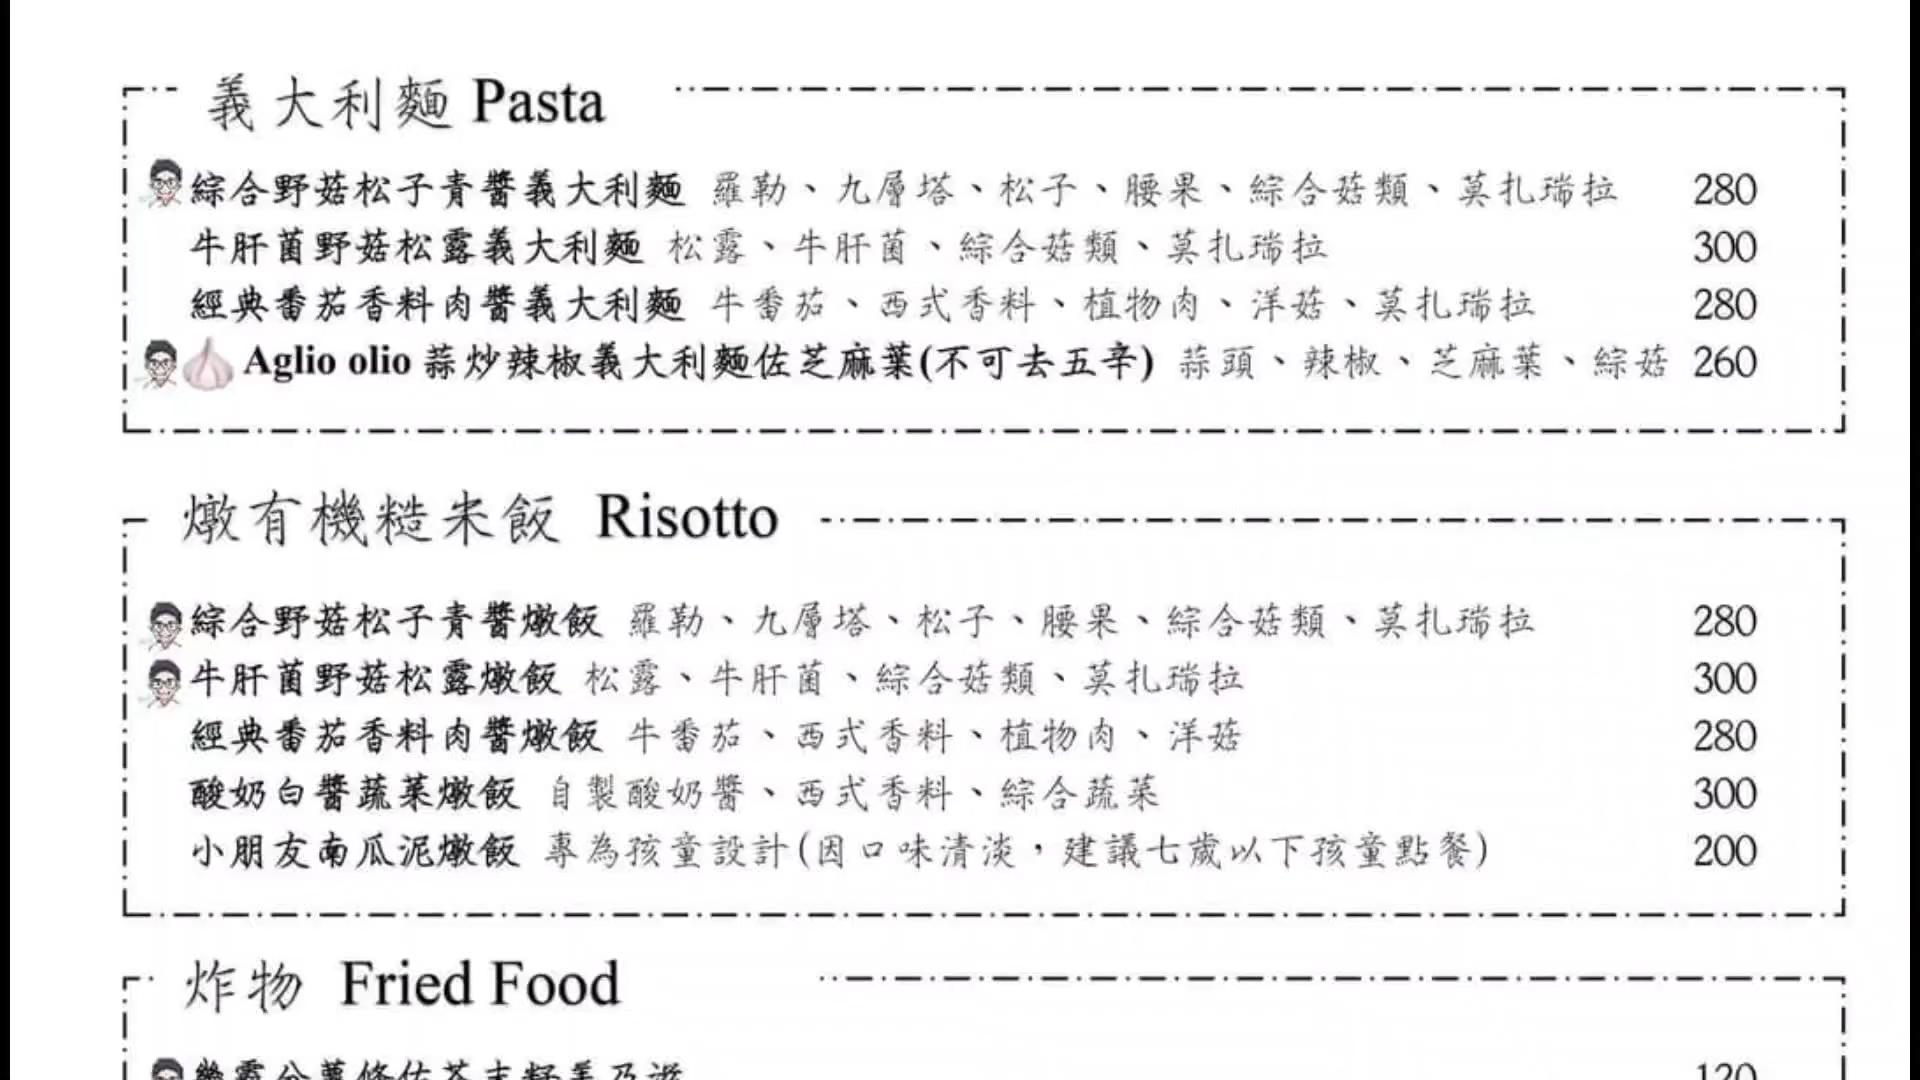 義大利麵 Pasta
綜合野菇松子青醬義大利麵 羅勒、九層塔、松子、腰果、綜合菇類、莫扎瑞拉 280
牛肝菌野菇松露義大利麵 松露、牛肝菌、綜合菇類、莫扎瑞拉 300
經典番茄香料肉醬義大利麵 牛番茄、西式香料、植物肉、洋菇、莫扎瑞拉 280
Aglio olio 蒜炒辣椒義大利麵佐芝麻葉(不可去五辛) 蒜頭、辣椒、芝麻葉、綜菇 260
燉有機糙米飯 Risotto
綜合野菇松子青醬燉飯 羅勒、九層塔、松子、腰果、綜合菇類、莫扎瑞拉 280
牛肝菌野菇松露燉飯 松露、牛肝菌、綜合菇類、莫扎瑞拉 300
經典番茄香料肉醬燉飯 牛番茄、西式香料、植物肉、洋菇 280
酸奶白醬蔬菜燉飯 自製酸奶醬、西式香料、綜合蔬菜 300
小朋友南瓜泥燉飯 專為孩童設計(因口味清淡，建議七歲以下孩童點餐) 200
炸物 Fried Food
120